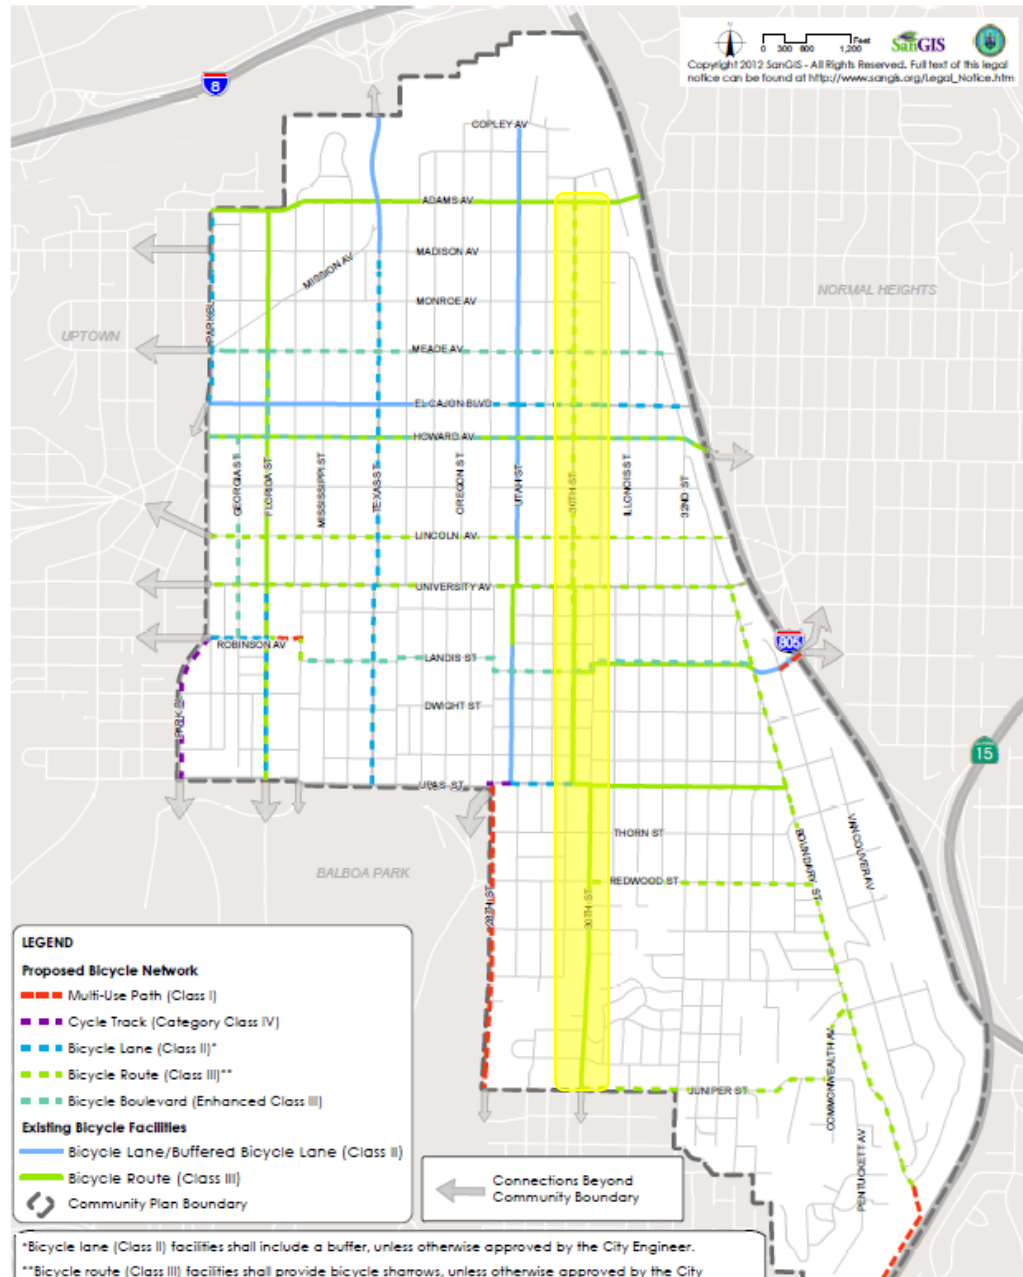 N
0 300 600 1,200 Feet
SanGIS
Copyright 2012 SanGIS - All Rights Reserved. Full text of this legal
notice can be found at http://www.sangis.org/Legal_Notice.htm
8
COPLEY AV
ADAMS AV
MADISON AV
MISSION AV
MONROE AV
NORMAL HEIGHTS
UPTOWN
MEADE AV
EL CAJON BLVD
HOWARD AV
GEORGIA ST
FLORIDA ST
MISSISSIPPI ST
TEXAS ST
OREGON ST
UTAH ST
30TH ST
ILLINOIS ST
32ND ST
LINCOLN AV
UNIVERSITY AV
ROBINSON AV
LANDIS ST
805
DWIGHT ST
15
UPAS ST
THORN ST
BOUNDARY ST
VANCOUVER AV
BALBOA PARK
REDWOOD ST
28TH ST
30TH ST
JUNIPER ST
COMMONWEALTH AV
PENTUCKETT AV
LEGEND
Proposed Bicycle Network
Multi-Use Path (Class I)
Cycle Track (Category Class IV)
Bicycle Lane (Class II)*
Bicycle Route (Class III)**
Bicycle Boulevard (Enhanced Class III)
Existing Bicycle Facilities
Bicycle Lane/Buffered Bicycle Lane (Class II)
Bicycle Route (Class III)
Community Plan Boundary
Connections Beyond
Community Boundary
*Bicycle lane (Class II) facilities shall include a buffer, unless otherwise approved by the City Engineer.
**Bicycle route (Class III) facilities shall provide bicycle sharrows, unless otherwise approved by the City